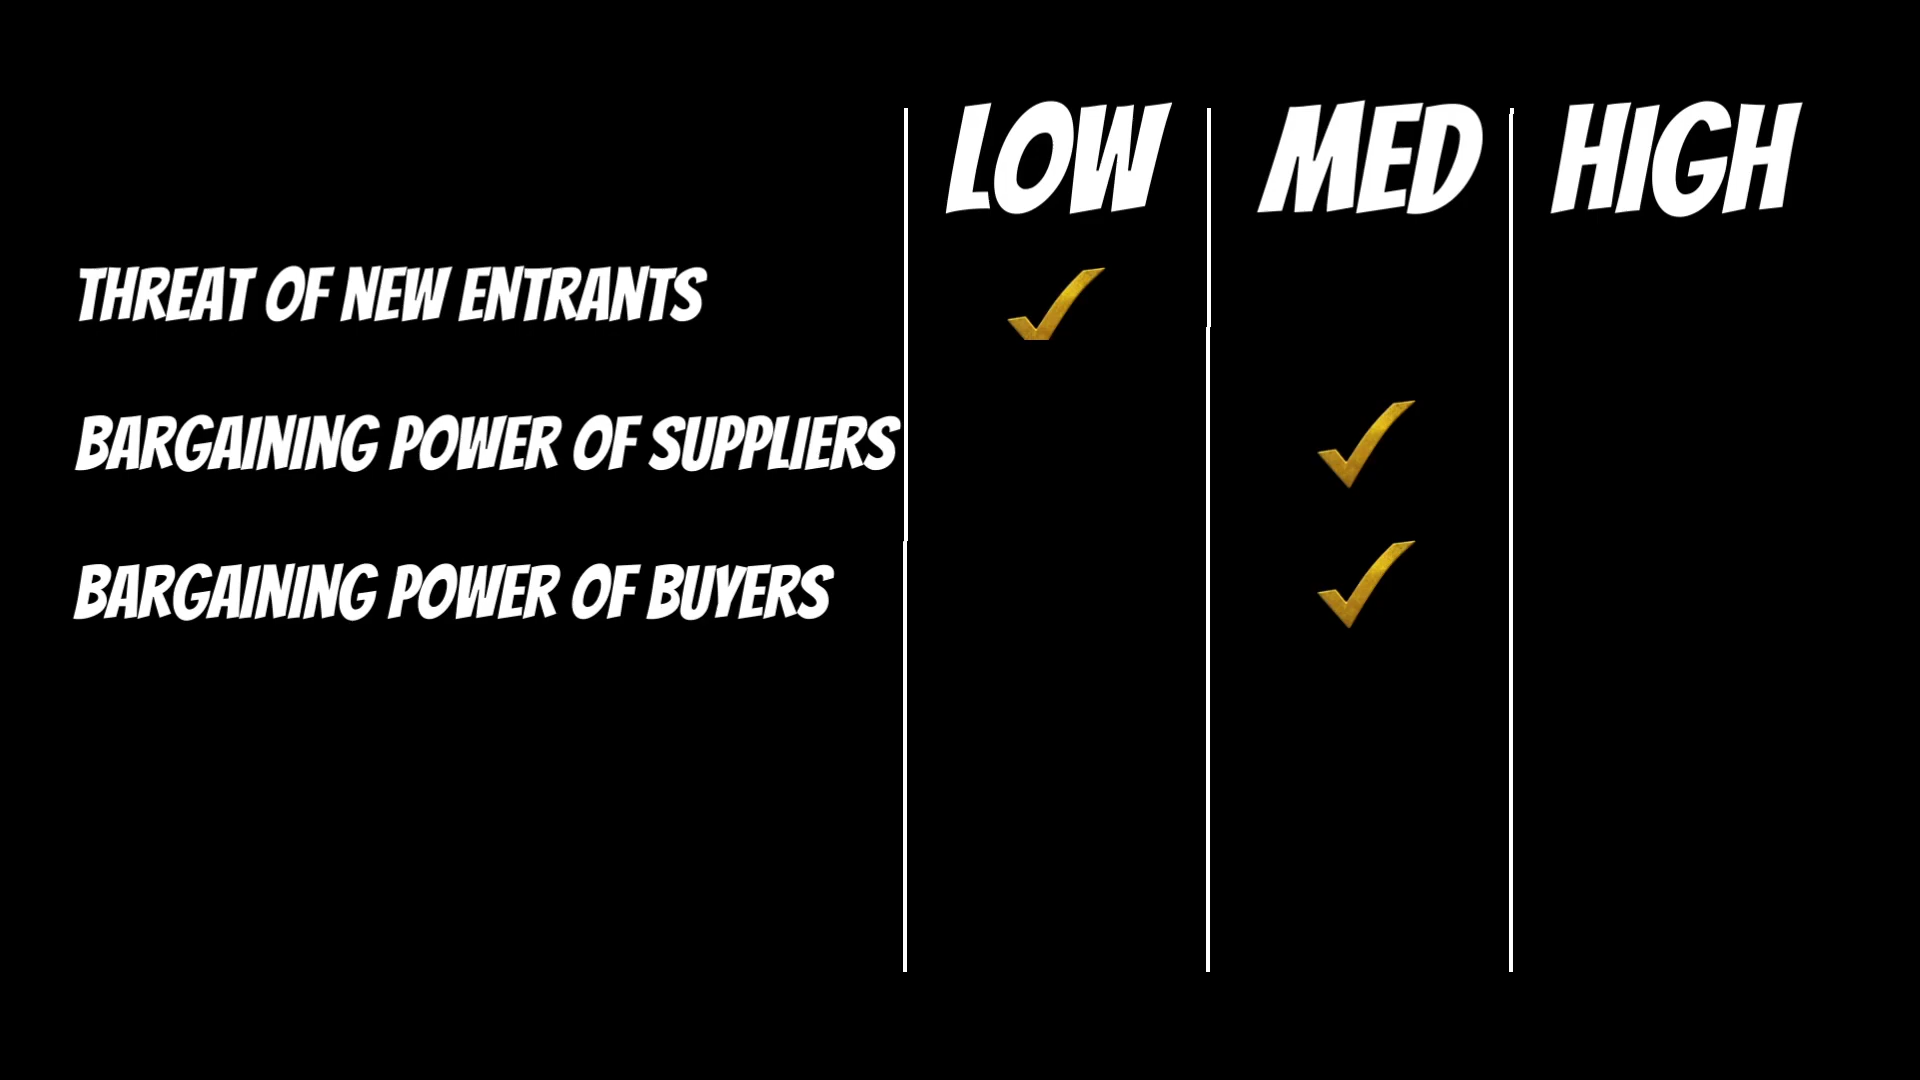 LOW MED HIGH
THREAT OF NEW ENTRANTS
BARGAINING POWER OF SUPPLIERS
BARGAINING POWER OF BUYERS